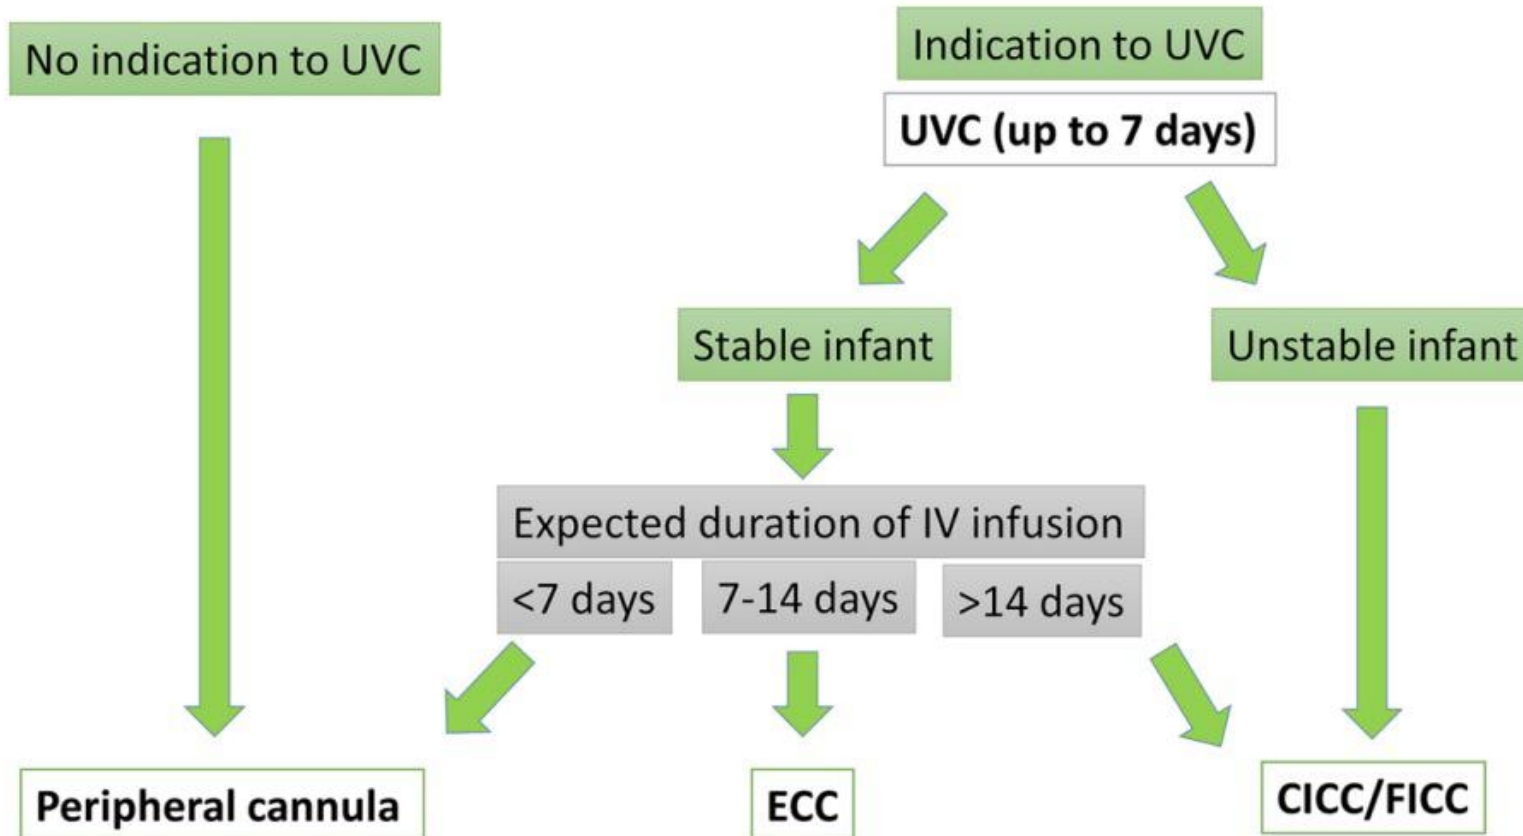 No indication to UVC
Indication to UVC
UVC (up to 7 days)
Stable infant
Unstable infant
Expected duration of IV infusion
<7 days
7-14 days
>14 days
Peripheral cannula
ECC
CICC/FICC